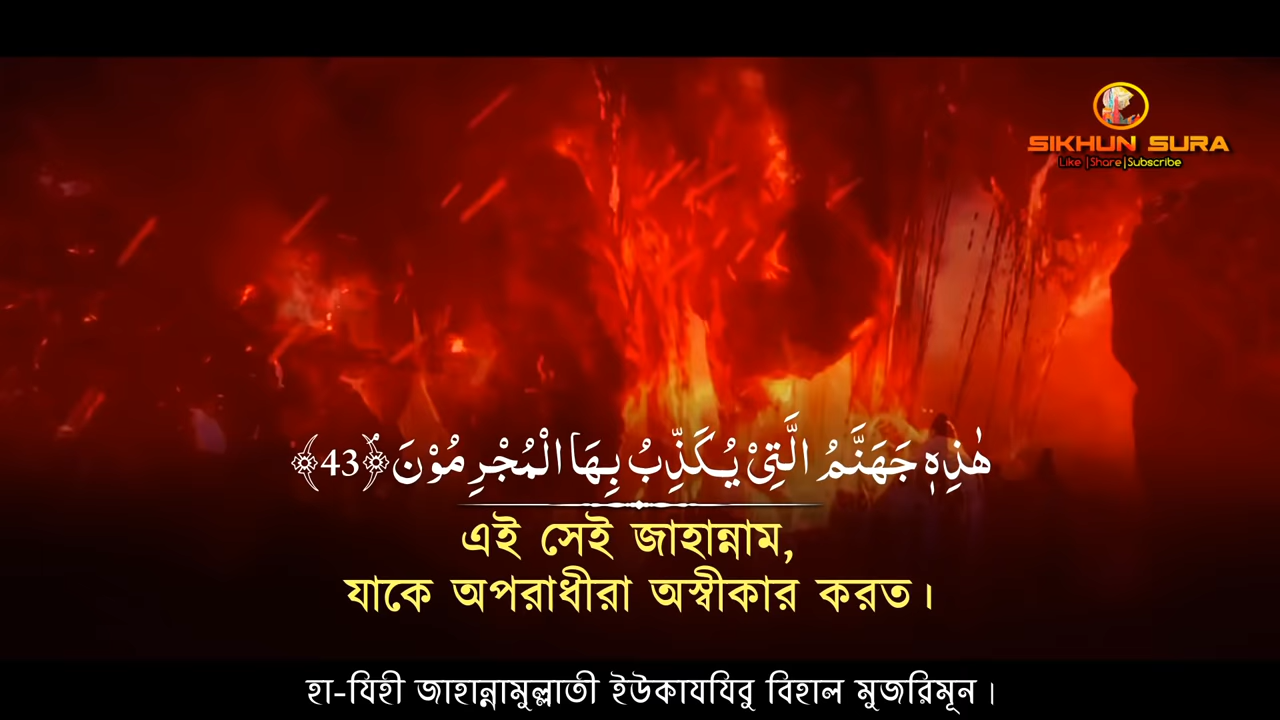 SIKHUN SURA
Like |Share|Subscribe
هٰذِهٖ جَهَنَّمُ الَّتِیْ یُكَذِّبُ بِهَا الْمُجْرِمُوْنَۘ ﴿43﴾
এই সেই জাহান্নাম,
যাকে অপরাধীরা অস্বীকার করত।
হা-যিহী জাহান্নামুল্লাতী ইউকাযযিবু বিহাল মুজরিমূন।